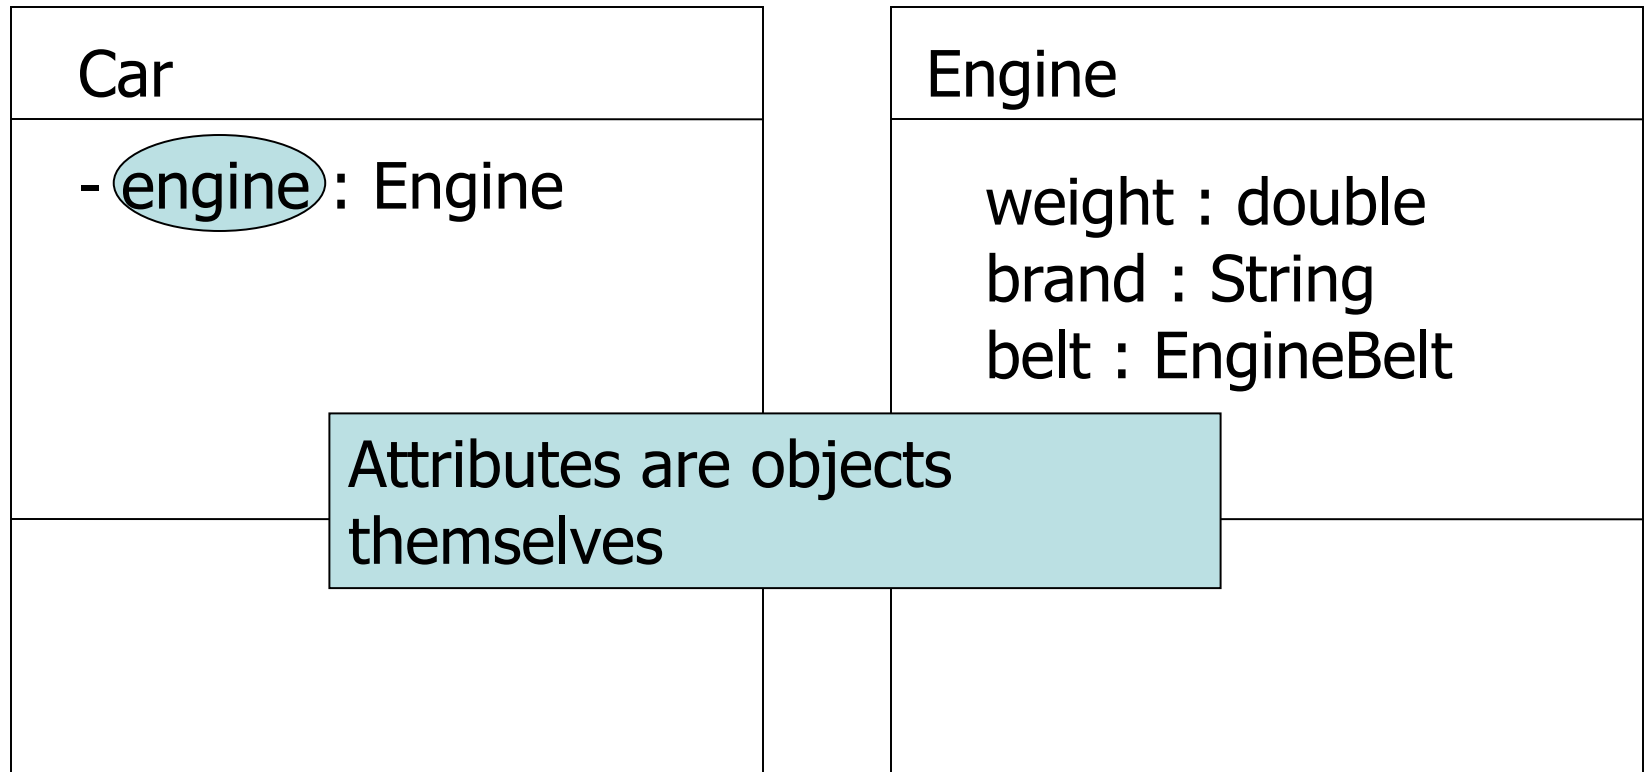 Car
- engine : Engine
Engine
weight : double
brand : String
belt : EngineBelt
Attributes are objects
themselves